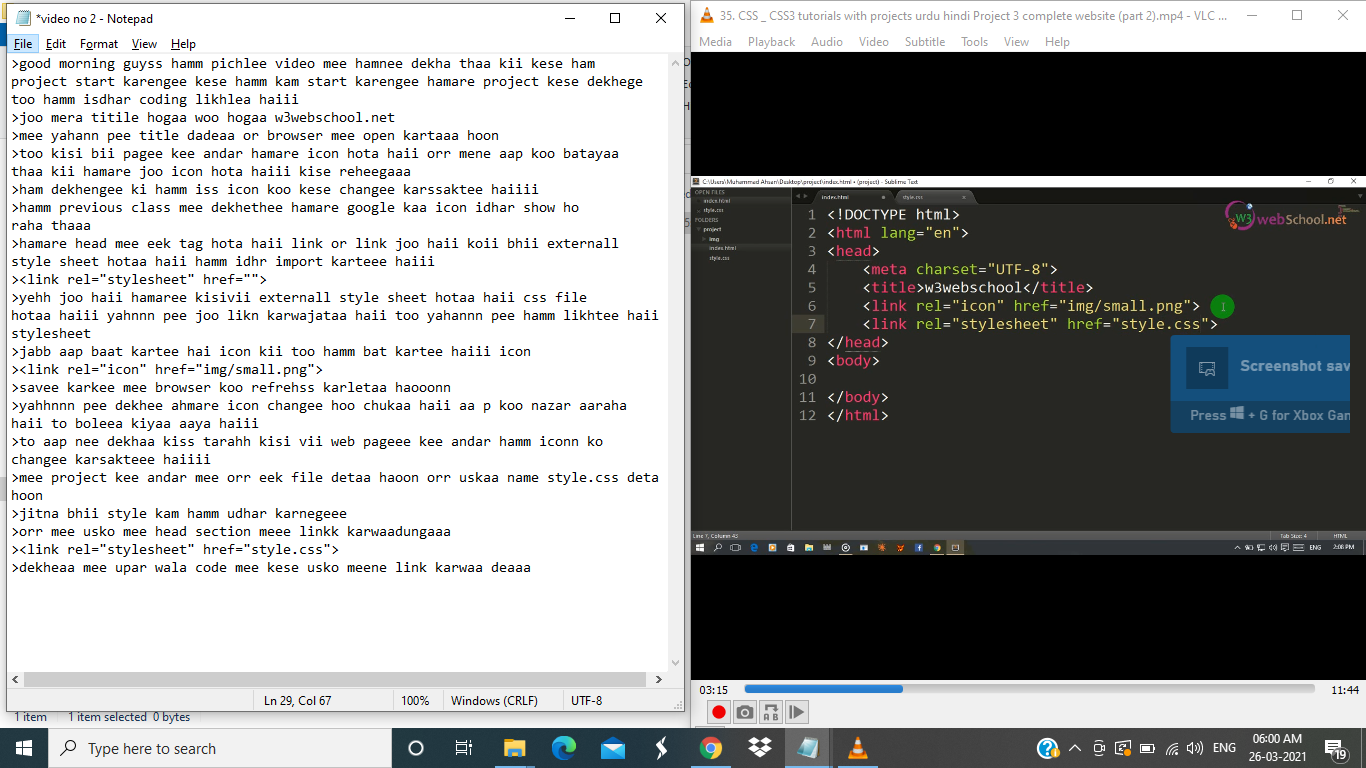 *video no 2 - Notepad
File Edit Format View Help
>good morning guyss hamm pichlee video mee hamnee dekha thaa kii kese ham
project start karengee kese hamm kam start karengee hamare project kese dekhege
too hamm isdhar coding likhlea haiii
>joo mera titile hogaa woo hogaa w3webschool.net
>mee yahann pee title dadeaa or browser mee open kartaaa hoon
>too kisi bii pagee kee andar hamare icon hota haii orr mene aap koo batayaa
thaa kii hamare joo icon hota haiii kise reheegaaa
>ham dekhengee ki hamm iss icon koo kese changee karssaktee haiiii
>hamm previous class mee dekhethee hamare google kaa icon idhar show ho
raha thaaa
>hamare head mee eek tag hota haii link or link joo haii koii bhii externall
style sheet hotaa haii hamm idhr import karteee haiii
><link rel="stylesheet" href="">
>yehh joo haii hamaree kisivii externall style sheet hotaa haii css file
hotaa haiii yahnnn pee joo likn karwajataa haii too yahannn pee hamm likhtee haii
stylesheet
>jabb aap baat kartee hai icon kii too hamm bat kartee haiii icon
><link rel="icon" href="img/small.png">
>savee karkee mee browser koo refrehss karletaa haooonn
>yahhnnn pee dekhee ahmare icon changee hoo chukaa haii aa p koo nazar aaraha
haii to boleea kiyaa aaya haiii
>to aap nee dekhaa kiss tarahh kisi vii web pageee kee andar hamm iconn ko
changee karsakteee haiiii
>mee project kee andar mee orr eek file detaa haoon orr uskaa name style.css deta
hoon
>jitna bhii style kam hamm udhar karnegeee
>orr mee usko mee head section meee linkk karwaadungaaa
><link rel="stylesheet" href="style.css">
>dekheaa mee upar wala code mee kese usko meene link karwaa deaaa
Ln 29, Col 67 100% Windows (CRLF) UTF-8
1 item 1 item selected 0 bytes
35. CSS _ CSS3 tutorials with projects urdu hindi Project 3 complete website (part 2).mp4 - VLC ...
Media Playback Audio Video Subtitle Tools View Help
C:\Users\Muhammad Ahsan\Desktop\project\index.html • (project) - Sublime Text
OPEN FILES
index.html
style.css
FOLDERS
project
img
index.html
style.css
index.html style.css
W3 webSchool.net
1 <!DOCTYPE html>
2 <html lang="en">
3 <head>
4 <meta charset="UTF-8">
5 <title>w3webschool</title>
6 <link rel="icon" href="img/small.png">
7 <link rel="stylesheet" href="style.css">
8 </head>
9 <body>
10
11 </body>
12 </html>
Screenshot sav
Press + G for Xbox Gan
Line 7, Column 45 Tab Size: 4 HTML
ENG 2:08 PM
03:15 11:44
A B
Type here to search
ENG
06:00 AM
26-03-2021
19